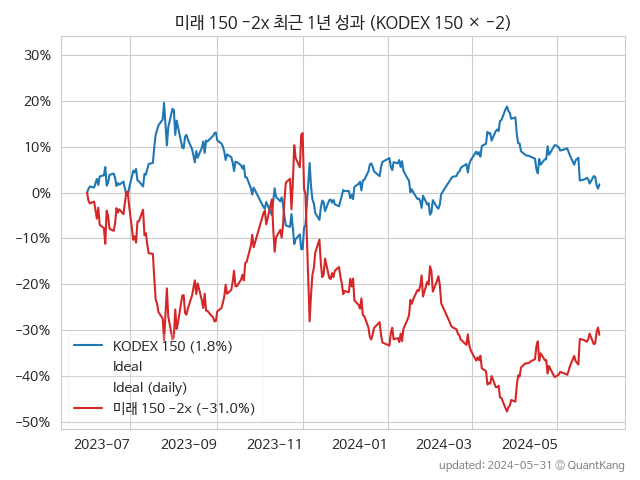 미래 150 −2x 최근 1년 성과 (KODEX 150 × −2)
30%
20%
10%
0%
−10%
−20%
−30%
−40%
−50%
KODEX 150 (1.8%)
Ideal
Ideal (daily)
미래 150 −2x (−31.0%)
2023-07 2023-09 2023-11 2024-01 2024-03 2024-05
updated: 2024-05-31 © QuantKang